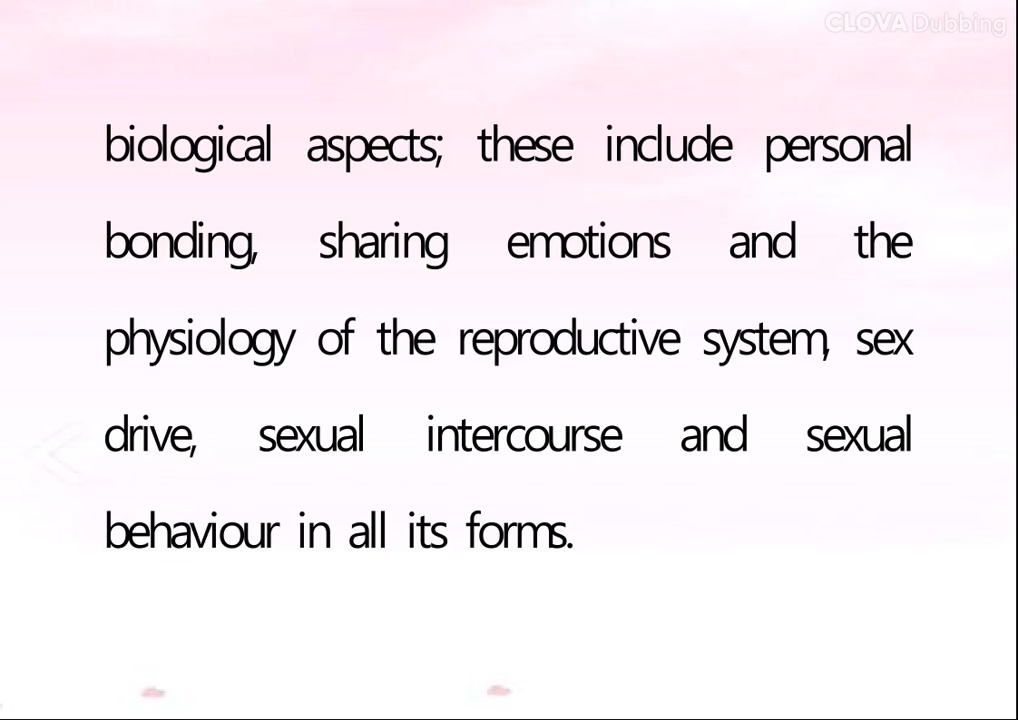 CLOVA Dubbing
biological aspects; these include personal
bonding, sharing emotions and the
physiology of the reproductive system, sex
drive, sexual intercourse and sexual
behaviour in all its forms.